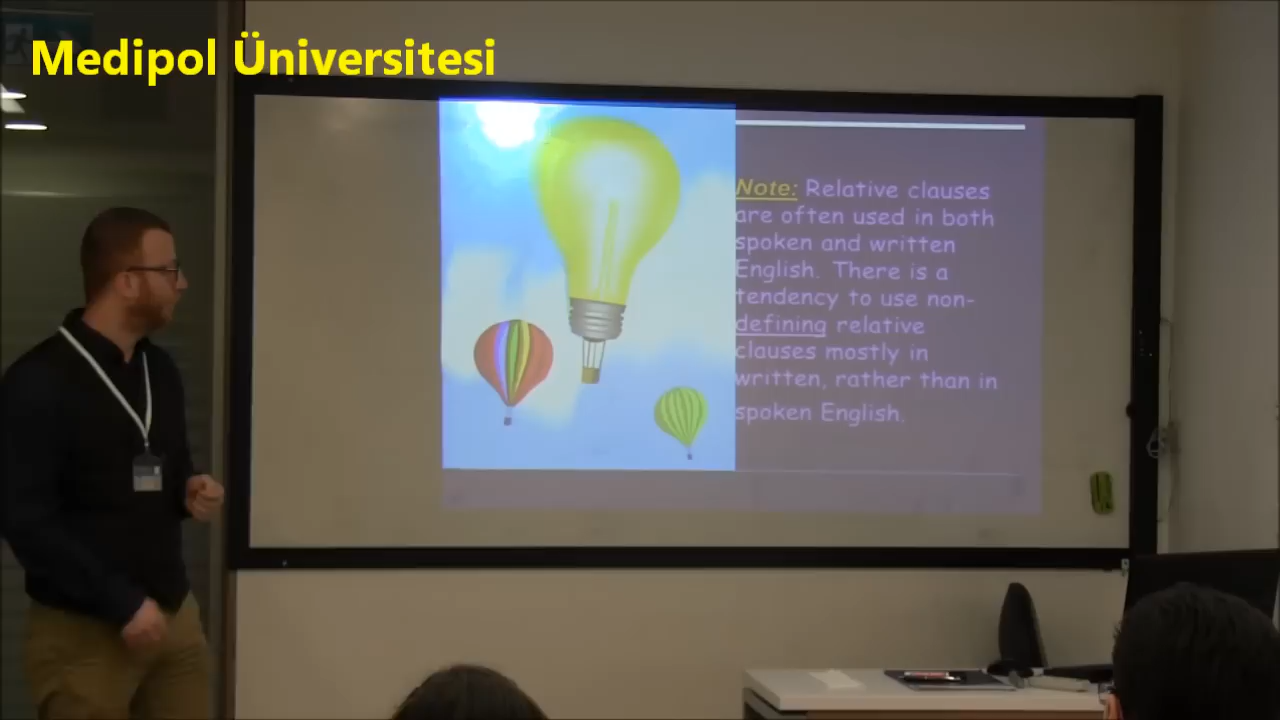 Medipol Üniversitesi
Note: Relative clauses
are often used in both
spoken and written
English. There is a
tendency to use non-
defining relative
clauses mostly in
written, rather than in
spoken English.